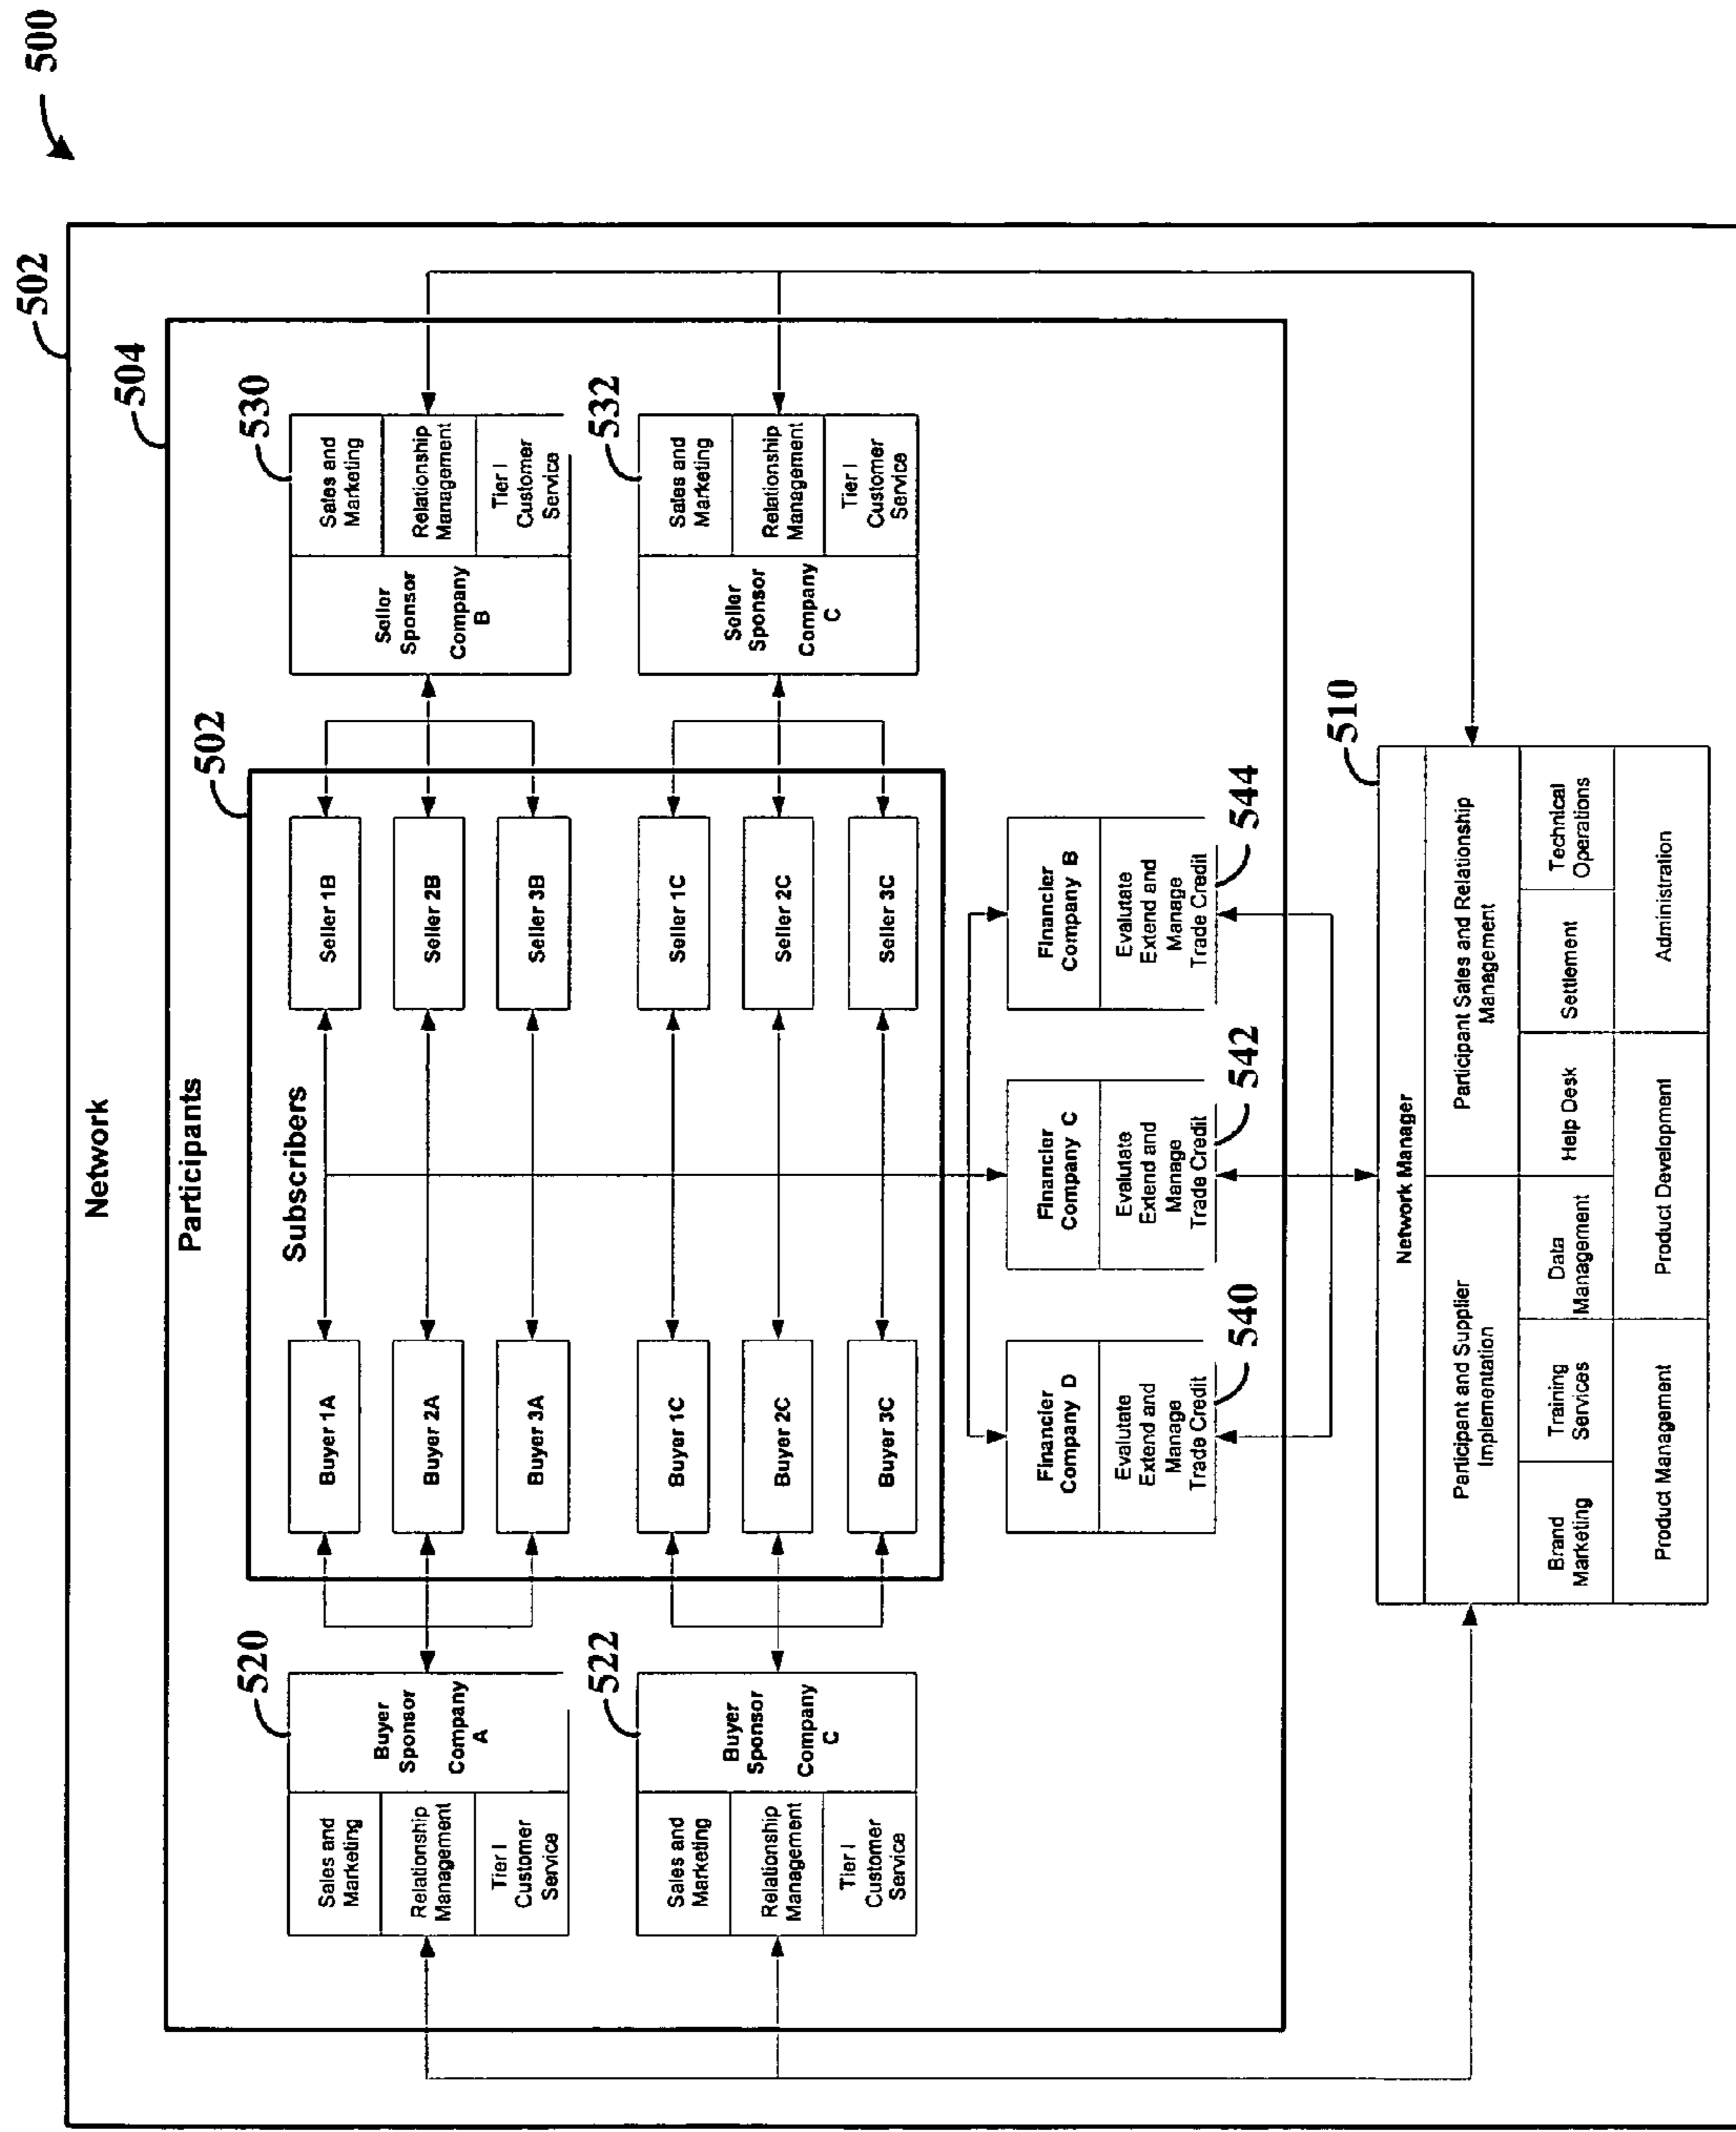 500
502
Network
504
Participants
520
530
502
Subscribers
Sales and
Marketing
Relationship
Management
Tier I
Customer
Service
Buyer
Sponsor
Company
A
Buyer 1A
Buyer 2A
Buyer 3A
Seller 1B
Seller 2B
Seller 3B
Seller
Sponsor
Company
B
Sales and
Marketing
Relationship
Management
Tier I
Customer
Service
522
532
Sales and
Marketing
Relationship
Management
Tier I
Customer
Service
Buyer
Sponsor
Company
C
Buyer 1C
Buyer 2C
Buyer 3C
Seller 1C
Seller 2C
Seller 3C
Seller
Sponsor
Company
C
Sales and
Marketing
Relationship
Management
Tier I
Customer
Service
Financier
Company D
Evalutate
Extend and
Manage
Trade Credit
540
Financier
Company C
Evalutate
Extend and
Manage
Trade Credit
542
Financier
Company B
Evalutate
Extend and
Manage
Trade Credit
544
510
Network Manager
Participant and Supplier
Implementation
Participant Sales and Relationship
Management
Brand
Marketing
Training
Services
Data
Management
Help Desk
Settlement
Technical
Operations
Product Management
Product Development
Administration